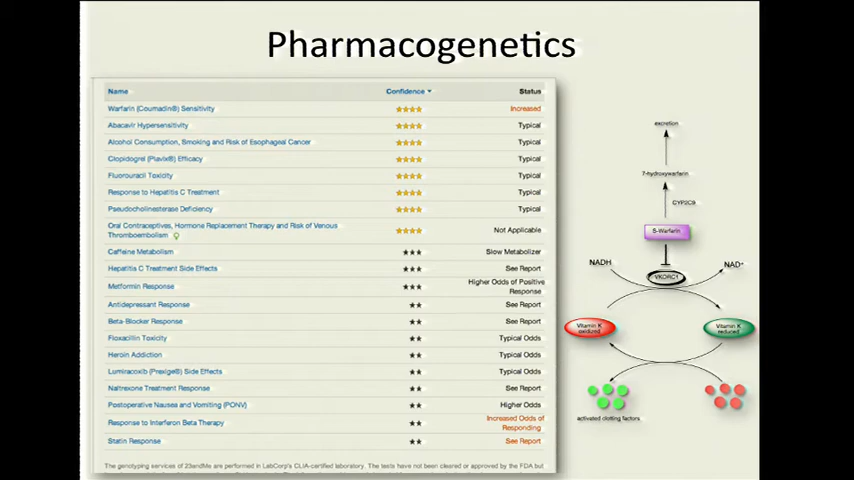 Pharmacogenetics
Name Confidence Status
Warfarin (Coumadin®) Sensitivity ★★★★ Increased
Abacavir Hypersensitivity ★★★★ Typical
Alcohol Consumption, Smoking and Risk of Esophageal Cancer ★★★★ Typical
Clopidogrel (Plavix®) Efficacy ★★★★ Typical
Fluorouracil Toxicity ★★★★ Typical
Response to Hepatitis C Treatment ★★★★ Typical
Pseudocholinesterase Deficiency ★★★★ Typical
Oral Contraceptives, Hormone Replacement Therapy and Risk of Venous
Thromboembolism ★★★★ Not Applicable
Caffeine Metabolism ★★★ Slow Metabolizer
Hepatitis C Treatment Side Effects ★★★ See Report
Metformin Response ★★★ Higher Odds of Positive
Response
Antidepressant Response ★★ See Report
Beta-Blocker Response ★★ See Report
Floxacillin Toxicity ★★ Typical Odds
Heroin Addiction ★★ Typical Odds
Lumiracoxib (Prexige®) Side Effects ★★ Typical Odds
Naltrexone Treatment Response ★★ See Report
Postoperative Nausea and Vomiting (PONV) ★★ Higher Odds
Response to Interferon Beta Therapy ★★ Increased Odds of
Responding
Statin Response ★★ See Report
The genotyping services of 23andMe are performed in LabCorp's CLIA-certified laboratory. The tests have not been cleared or approved by the FDA but
excretion
7-hydroxywarfarin
CYP2C9
S-Warfarin
NADH
NAD+
VKORC1
Vitamin K
oxidized
Vitamin K
reduced
activated clotting factors